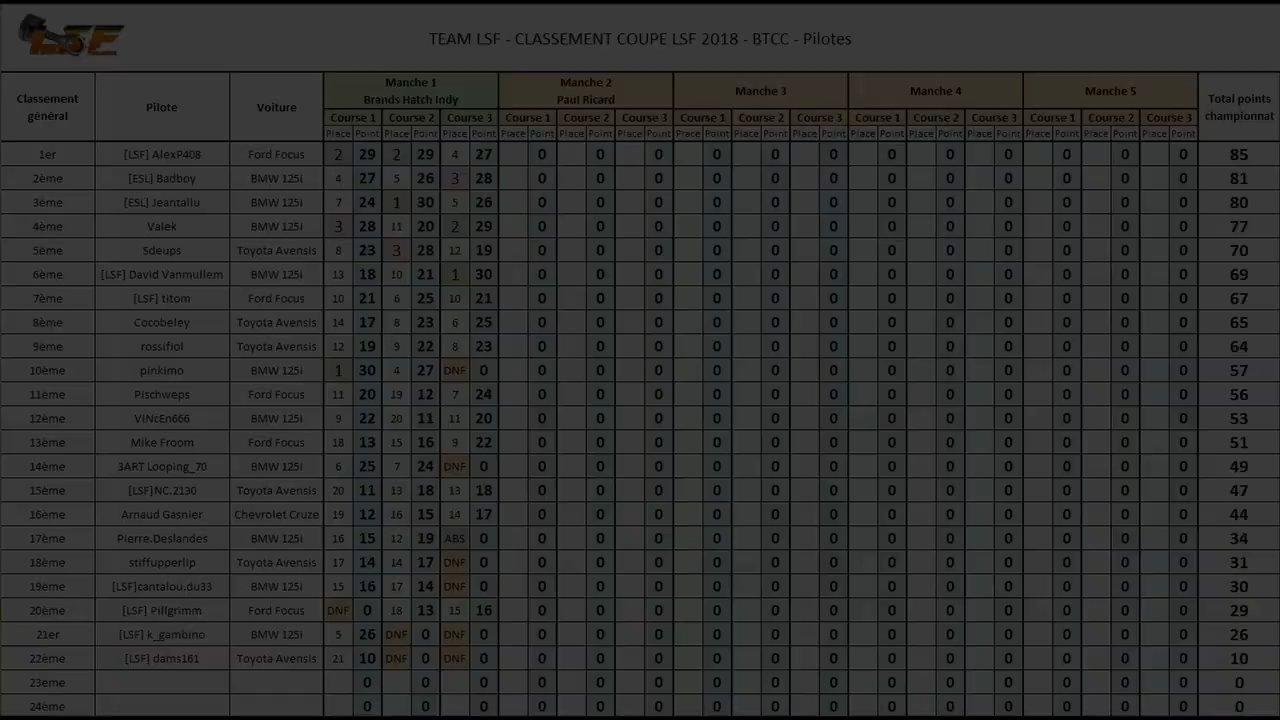 LSF
TEAM LSF - CLASSEMENT COUPE LSF 2018 - BTCC - Pilotes
Classement général Pilote Voiture Manche 1 Brands Hatch Indy Manche 2 Paul Ricard Manche 3 Manche 4 Manche 5 Total points championnat
Course 1 Course 2 Course 3 Course 1 Course 2 Course 3 Course 1 Course 2 Course 3 Course 1 Course 2 Course 3 Course 1 Course 2 Course 3
Place Point Place Point Place Point Place Point Place Point Place Point Place Point Place Point Place Point Place Point Place Point Place Point Place Point Place Point Place Point
1er [LSF] AlexP408 Ford Focus 2 29 2 29 4 27 0 0 0 0 0 0 0 0 0 0 0 0 85
2ème [ESL] Badboy BMW 125i 4 27 5 26 3 28 0 0 0 0 0 0 0 0 0 0 0 0 81
3ème [ESL] Jeantallu BMW 125i 7 24 1 30 5 26 0 0 0 0 0 0 0 0 0 0 0 0 80
4ème Valek BMW 125i 3 28 11 20 2 29 0 0 0 0 0 0 0 0 0 0 0 0 77
5ème Sdeups Toyota Avensis 8 23 3 28 12 19 0 0 0 0 0 0 0 0 0 0 0 0 70
6ème [LSF] David Vanmullem BMW 125i 13 18 10 21 1 30 0 0 0 0 0 0 0 0 0 0 0 0 69
7ème [LSF] titom Ford Focus 10 21 6 25 10 21 0 0 0 0 0 0 0 0 0 0 0 0 67
8ème Cocobeley Toyota Avensis 14 17 8 23 6 25 0 0 0 0 0 0 0 0 0 0 0 0 65
9ème rossifiol Toyota Avensis 12 19 9 22 8 23 0 0 0 0 0 0 0 0 0 0 0 0 64
10ème pinkimo BMW 125i 1 30 4 27 DNF 0 0 0 0 0 0 0 0 0 0 0 0 0 57
11ème Pischweps Ford Focus 11 20 19 12 7 24 0 0 0 0 0 0 0 0 0 0 0 0 56
12ème VINcEn666 BMW 125i 9 22 20 11 11 20 0 0 0 0 0 0 0 0 0 0 0 0 53
13ème Mike Froom Ford Focus 18 13 15 16 9 22 0 0 0 0 0 0 0 0 0 0 0 0 51
14ème 3ART Looping_70 BMW 125i 6 25 7 24 DNF 0 0 0 0 0 0 0 0 0 0 0 0 0 49
15ème [LSF]NC.2130 Toyota Avensis 20 11 13 18 13 18 0 0 0 0 0 0 0 0 0 0 0 0 47
16ème Arnaud Gasnier Chevrolet Cruze 19 12 16 15 14 17 0 0 0 0 0 0 0 0 0 0 0 0 44
17ème Pierre.Deslandes BMW 125i 16 15 12 19 ABS 0 0 0 0 0 0 0 0 0 0 0 0 0 34
18ème stiffupperlip Toyota Avensis 17 14 14 17 DNF 0 0 0 0 0 0 0 0 0 0 0 0 0 31
19ème [LSF]cantalou.du33 BMW 125i 15 16 17 14 DNF 0 0 0 0 0 0 0 0 0 0 0 0 0 30
20ème [LSF] Pillgrimm Ford Focus DNF 0 18 13 15 16 0 0 0 0 0 0 0 0 0 0 0 0 29
21er [LSF] k_gambino BMW 125i 5 26 DNF 0 DNF 0 0 0 0 0 0 0 0 0 0 0 0 0 26
22ème [LSF] dams161 Toyota Avensis 21 10 DNF 0 DNF 0 0 0 0 0 0 0 0 0 0 0 0 0 10
23eme 0 0 0 0 0 0 0 0 0 0 0 0 0 0 0 0
24ème 0 0 0 0 0 0 0 0 0 0 0 0 0 0 0 0